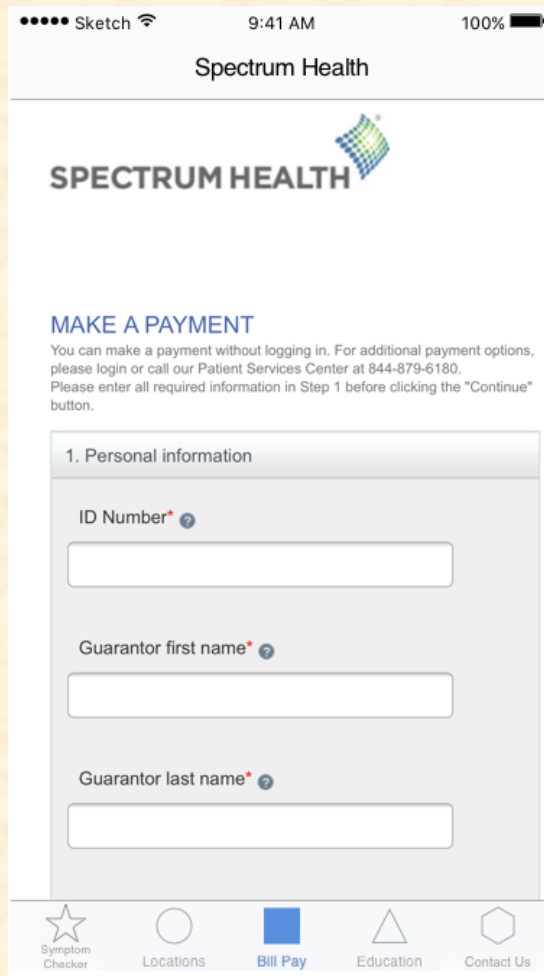 ●●●●● Sketch 9:41 AM 100%
Spectrum Health
SPECTRUM HEALTH
MAKE A PAYMENT
You can make a payment without logging in. For additional payment options,
please login or call our Patient Services Center at 844-879-6180.
Please enter all required information in Step 1 before clicking the "Continue"
button.
1. Personal information
ID Number* ?
Guarantor first name* ?
Guarantor last name* ?
Symptom
Checker
Locations
Bill Pay
Education
Contact Us